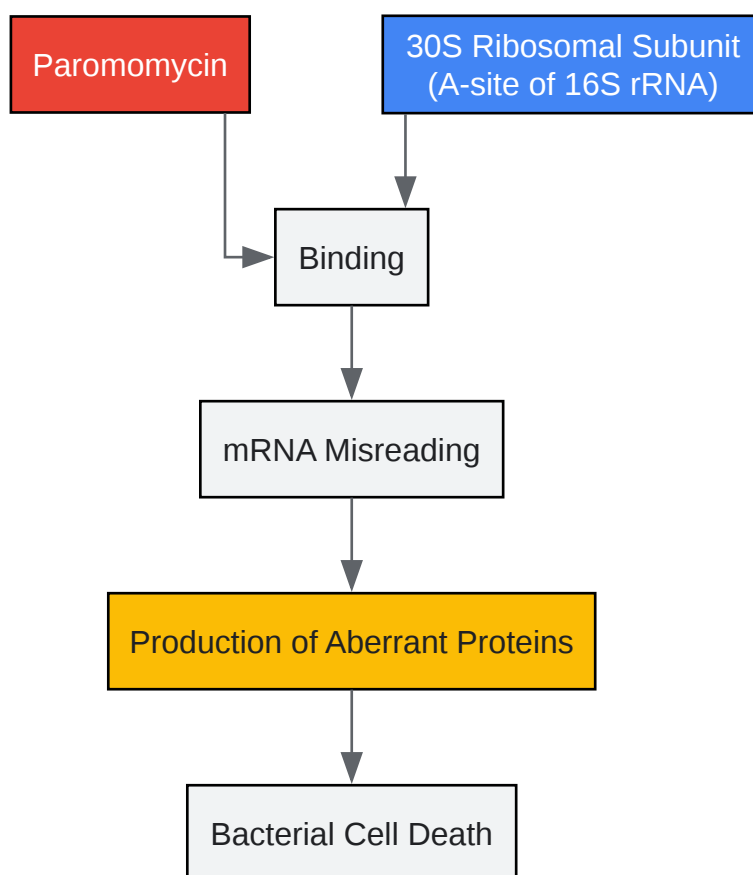 Paromomycin
30S Ribosomal Subunit
(A-site of 16S rRNA)
Binding
mRNA Misreading
Production of Aberrant Proteins
Bacterial Cell Death